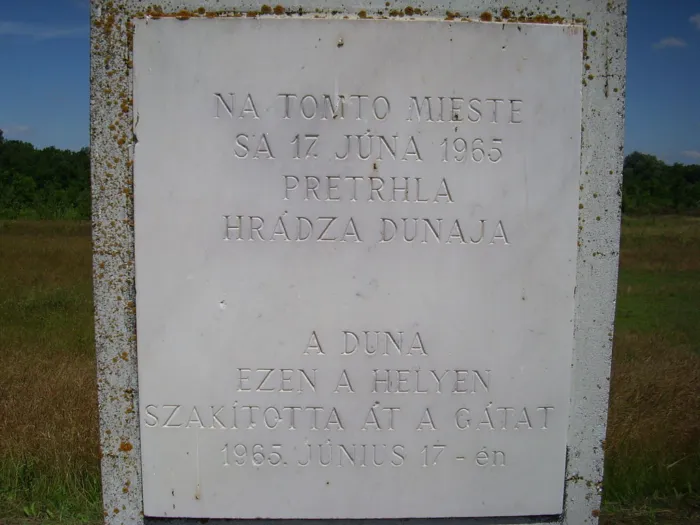 NA TOMTO MIESTE
SA 17. JÚNA 1965
PRETRHLA
HRÁDZA DUNAJA
A DUNA
EZEN A HELYEN
SZAKÍTOTTA ÁT A GÁTAT
1965. JÚNIUS 17-én